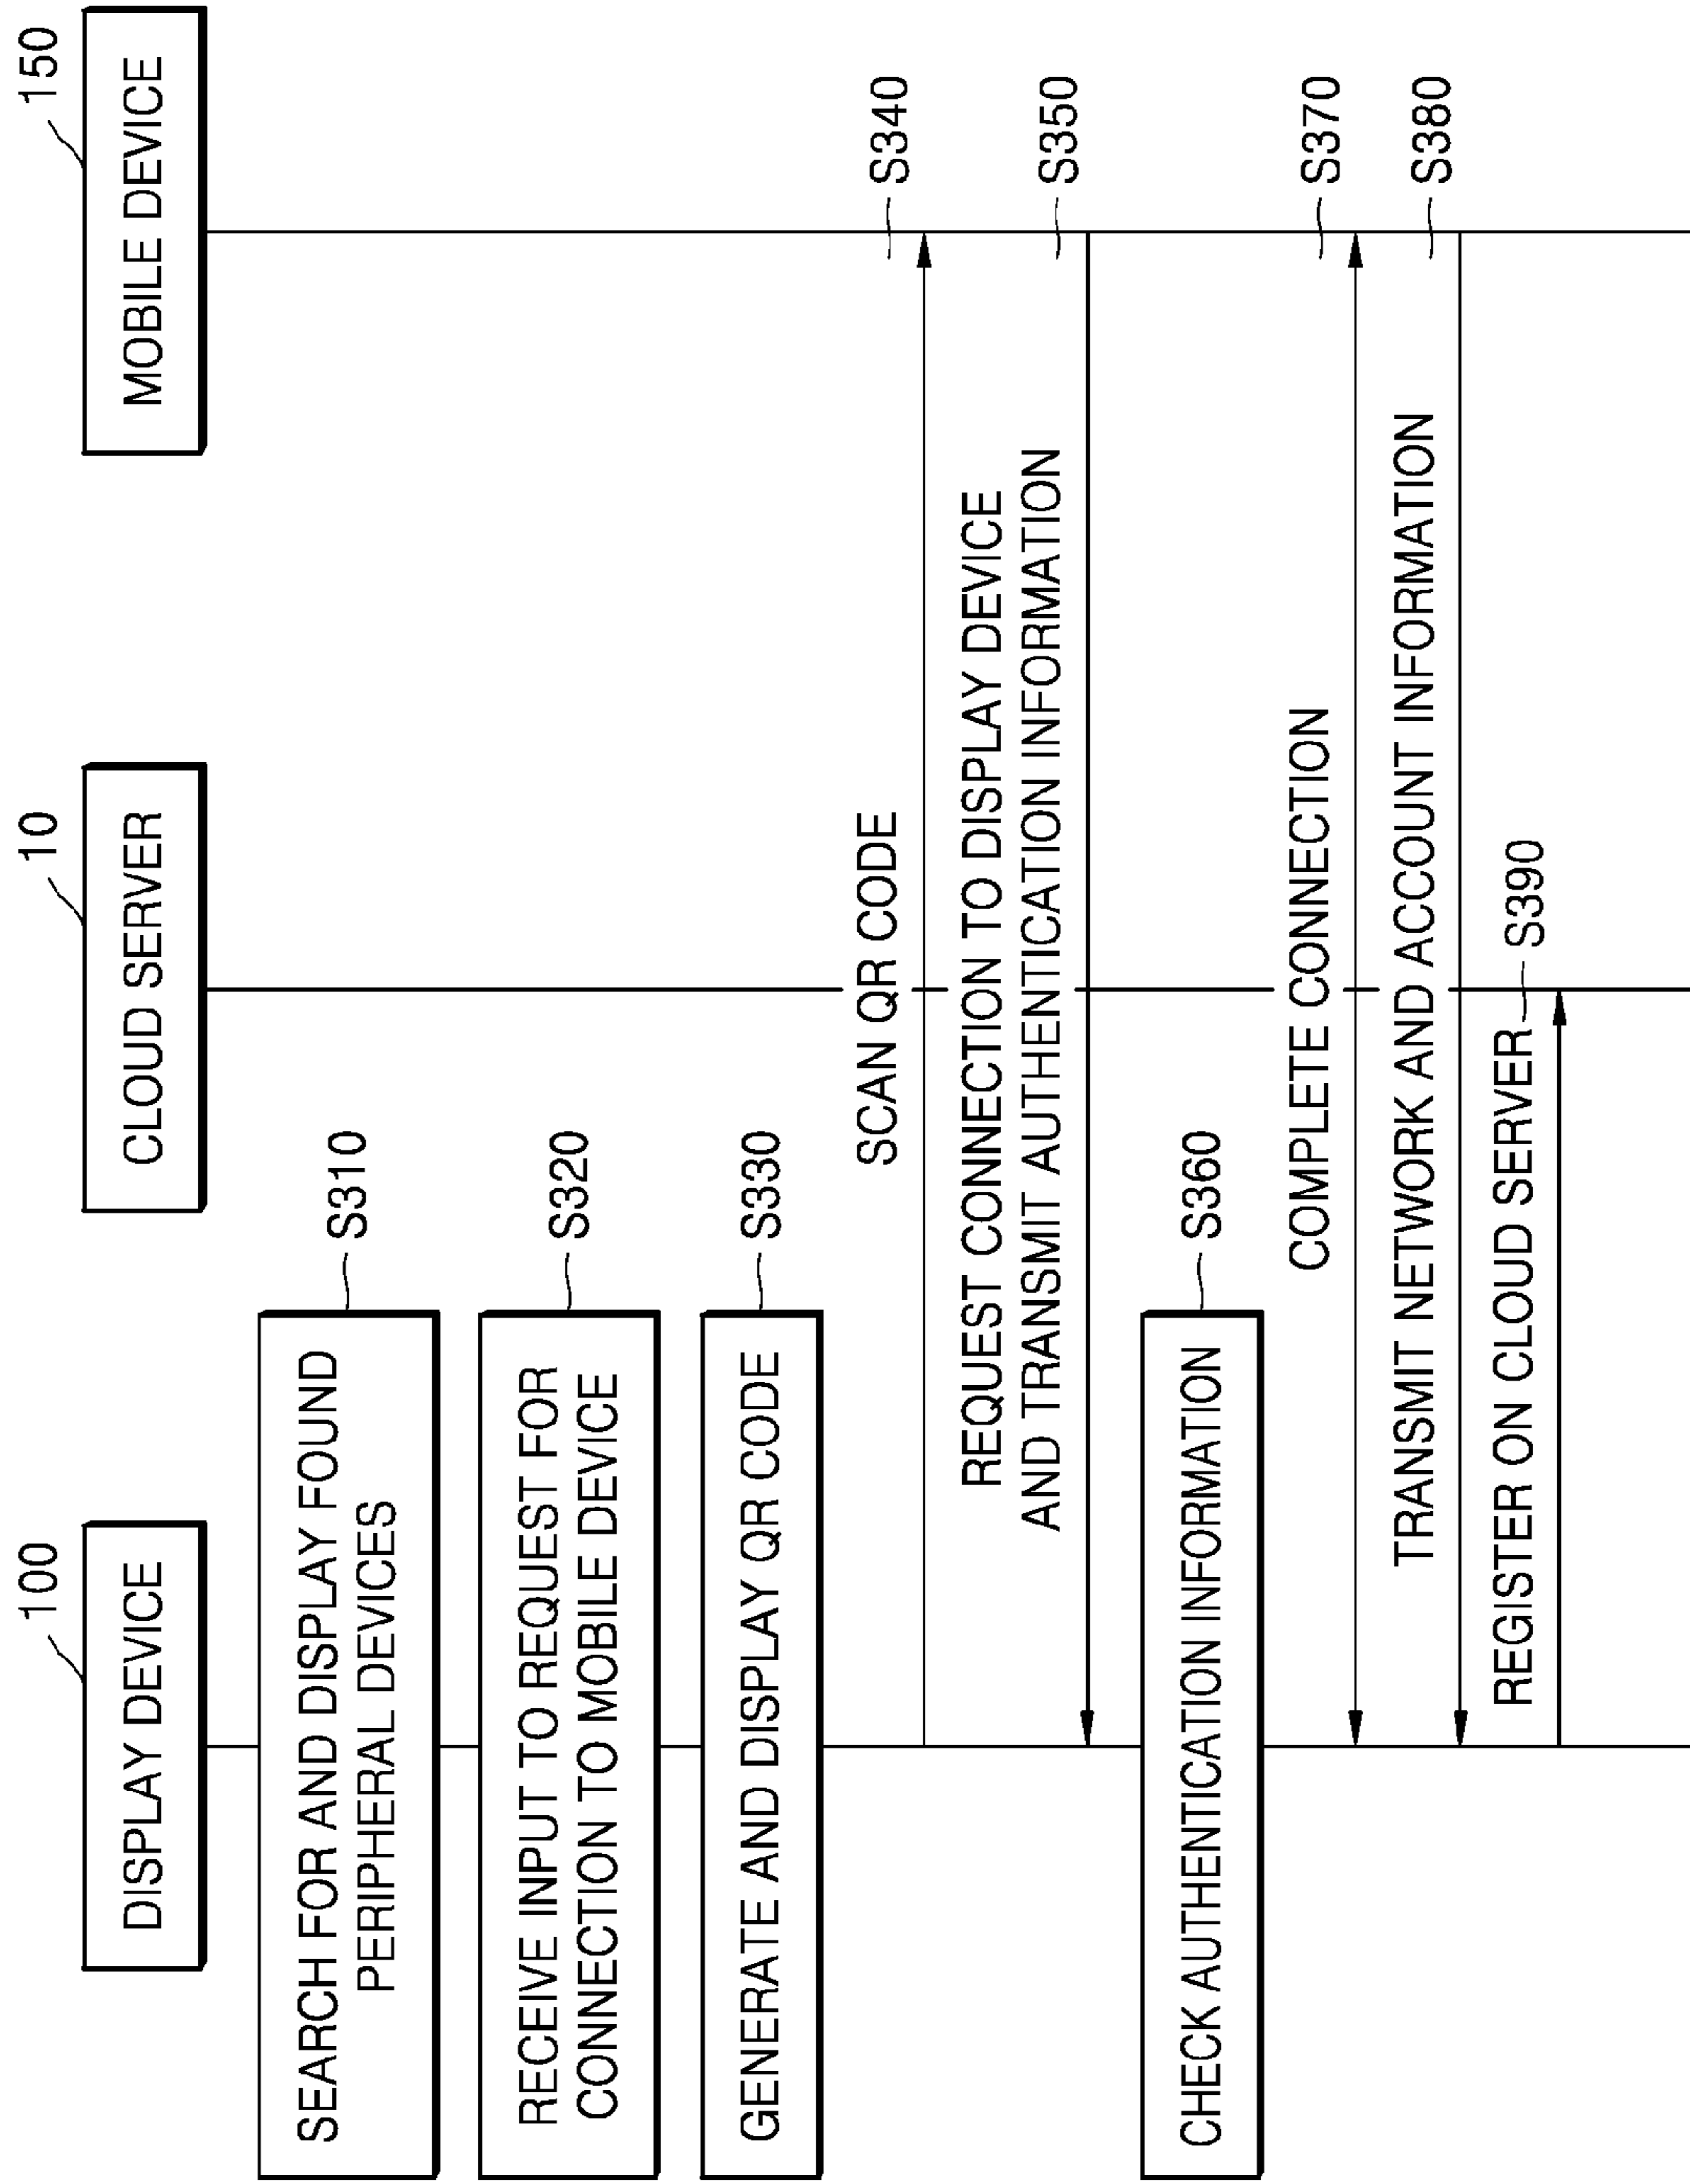 100
DISPLAY DEVICE
10
CLOUD SERVER
150
MOBILE DEVICE
SEARCH FOR AND DISPLAY FOUND
PERIPHERAL DEVICES
S310
RECEIVE INPUT TO REQUEST FOR
CONNECTION TO MOBILE DEVICE
S320
GENERATE AND DISPLAY QR CODE
S330
SCAN QR CODE
S340
REQUEST CONNECTION TO DISPLAY DEVICE
AND TRANSMIT AUTHENTICATION INFORMATION
S350
CHECK AUTHENTICATION INFORMATION
S360
COMPLETE CONNECTION
S370
TRANSMIT NETWORK AND ACCOUNT INFORMATION
S380
REGISTER ON CLOUD SERVER
S390